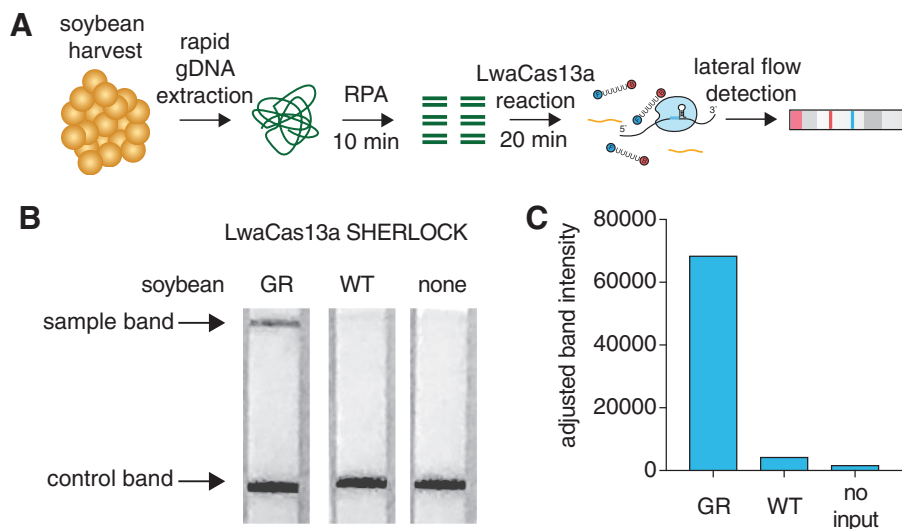 A
soybean
harvest
rapid
gDNA
extraction
RPA
10 min
LwaCas13a
reaction
20 min
5´
3´
lateral flow
detection
B
LwaCas13a SHERLOCK
soybean GR WT none
sample band
control band
C
adjusted band intensity
80000
60000
40000
20000
0
GR WT no
input